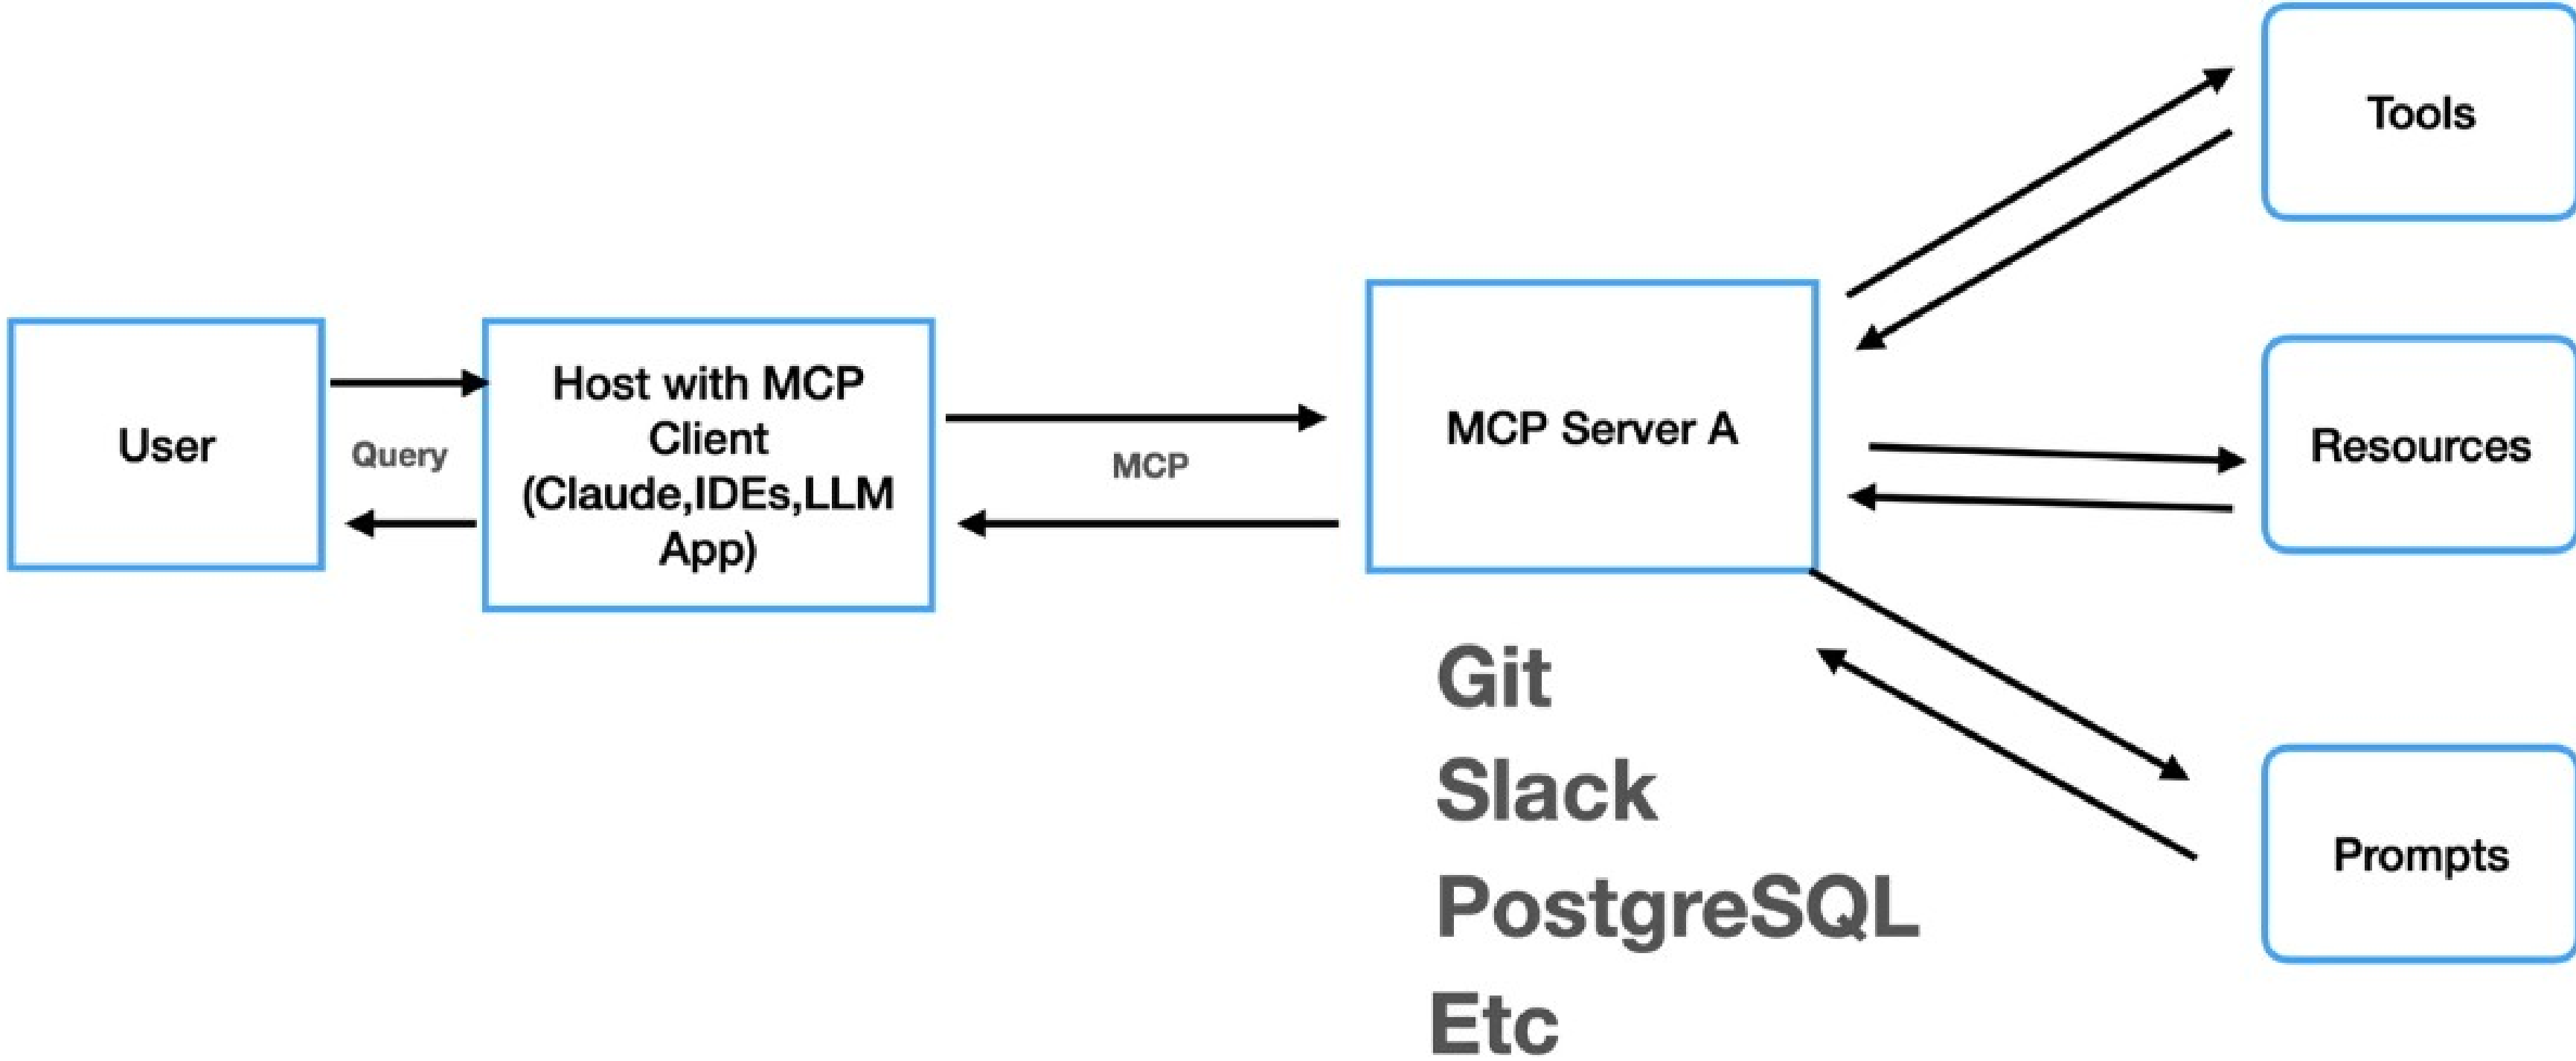 Tools
User
Query
Host with MCP
Client
(Claude,IDEs,LLM
App)
MCP
MCP Server A
Resources
Git
Slack
PostgreSQL
Etc
Prompts